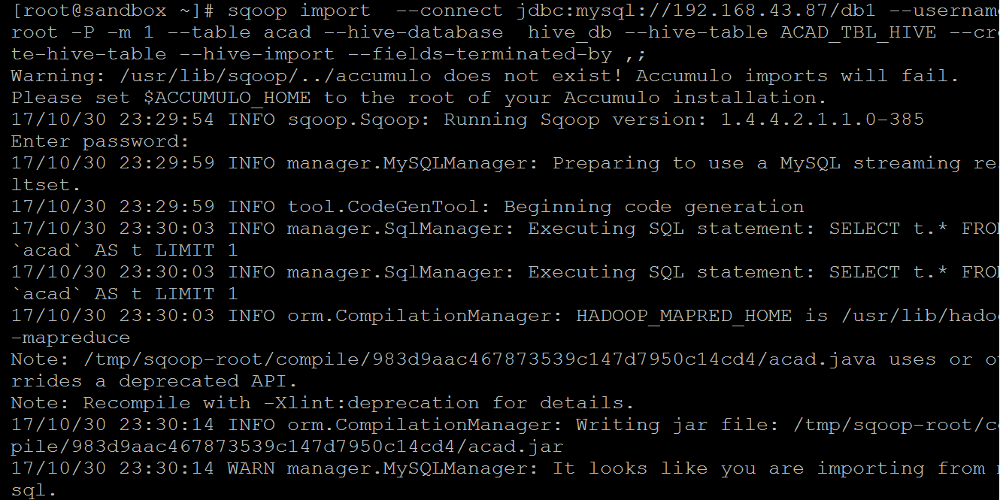 [root@sandbox ~]# sqoop import  --connect jdbc:mysql://192.168.43.87/db1 --username
root -P -m 1 --table acad --hive-database  hive_db --hive-table ACAD_TBL_HIVE --cre
te-hive-table --hive-import --fields-terminated-by ,;
Warning: /usr/lib/sqoop/../accumulo does not exist! Accumulo imports will fail.
Please set $ACCUMULO_HOME to the root of your Accumulo installation.
17/10/30 23:29:54 INFO sqoop.Sqoop: Running Sqoop version: 1.4.4.2.1.1.0-385
Enter password:
17/10/30 23:29:59 INFO manager.MySQLManager: Preparing to use a MySQL streaming res
ltset.
17/10/30 23:29:59 INFO tool.CodeGenTool: Beginning code generation
17/10/30 23:30:03 INFO manager.SqlManager: Executing SQL statement: SELECT t.* FROM
`acad` AS t LIMIT 1
17/10/30 23:30:03 INFO manager.SqlManager: Executing SQL statement: SELECT t.* FROM
`acad` AS t LIMIT 1
17/10/30 23:30:03 INFO orm.CompilationManager: HADOOP_MAPRED_HOME is /usr/lib/hadoo
-mapreduce
Note: /tmp/sqoop-root/compile/983d9aac467873539c147d7950c14cd4/acad.java uses or ov
rrides a deprecated API.
Note: Recompile with -Xlint:deprecation for details.
17/10/30 23:30:14 INFO orm.CompilationManager: Writing jar file: /tmp/sqoop-root/co
pile/983d9aac467873539c147d7950c14cd4/acad.jar
17/10/30 23:30:14 WARN manager.MySQLManager: It looks like you are importing from
sql.